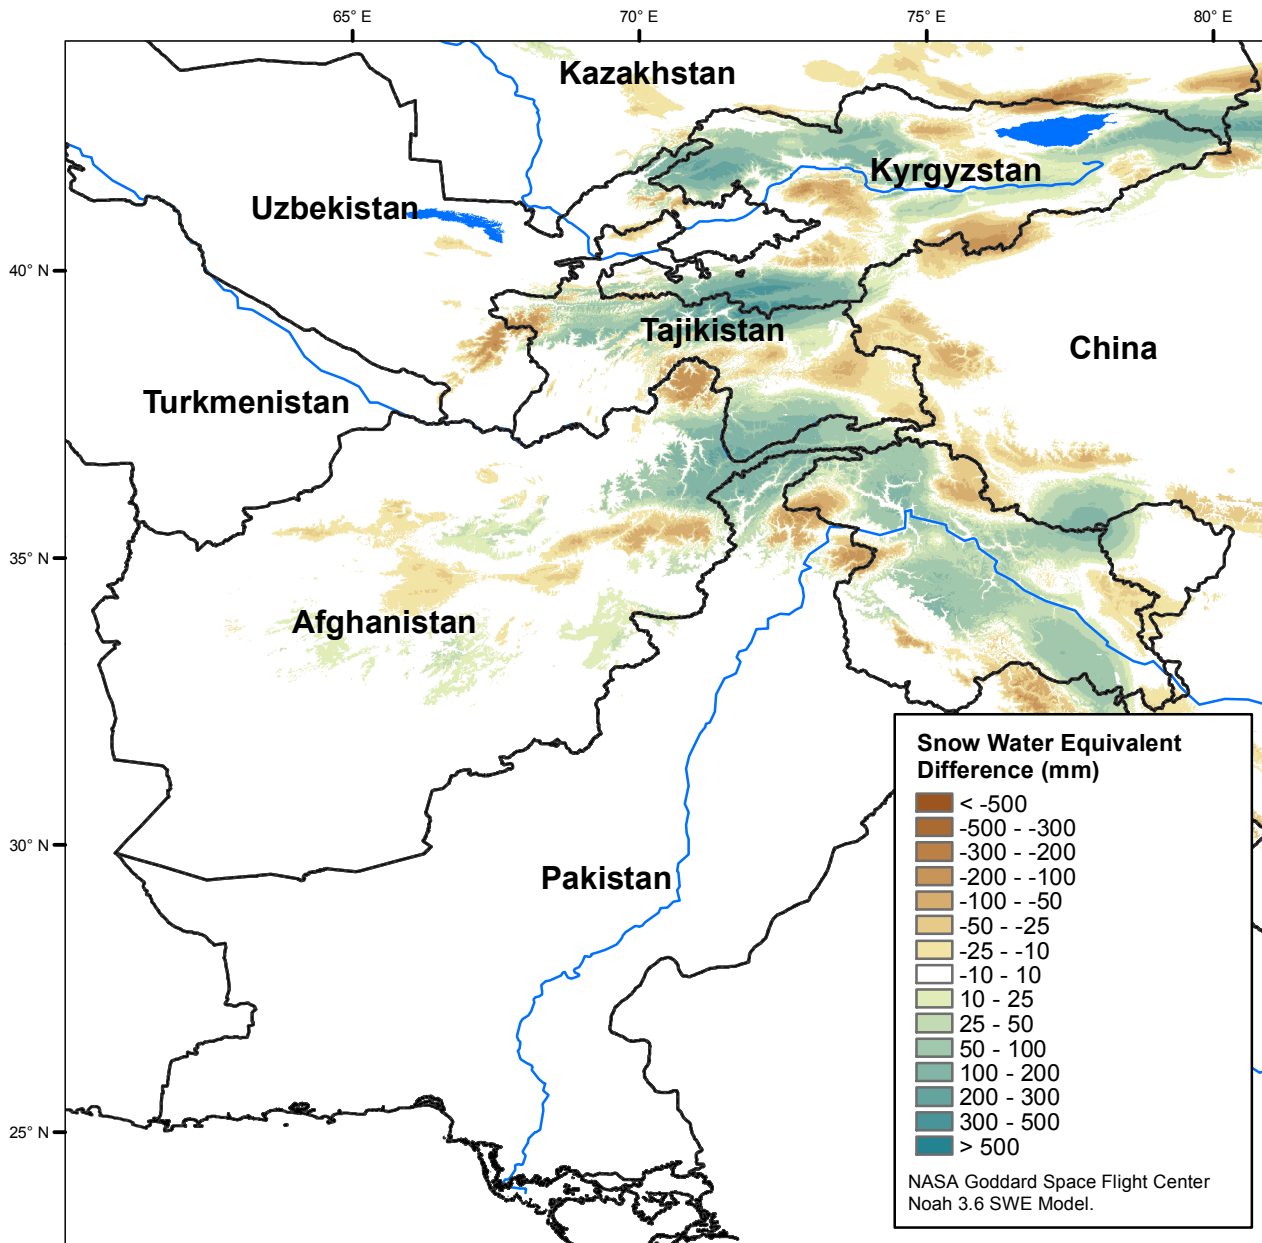 65° E
70° E
75° E
80° E
Kazakhstan
Kyrgyzstan
Uzbekistan
40° N
Tajikistan
China
Turkmenistan
35° N
Afghanistan
Snow Water Equivalent
Difference (mm)
< -500
-500 - -300
-300 - -200
-200 - -100
-100 - -50
-50 - -25
-25 - -10
-10 - 10
10 - 25
25 - 50
50 - 100
100 - 200
200 - 300
300 - 500
> 500
30° N
Pakistan
25° N
NASA Goddard Space Flight Center
Noah 3.6 SWE Model.